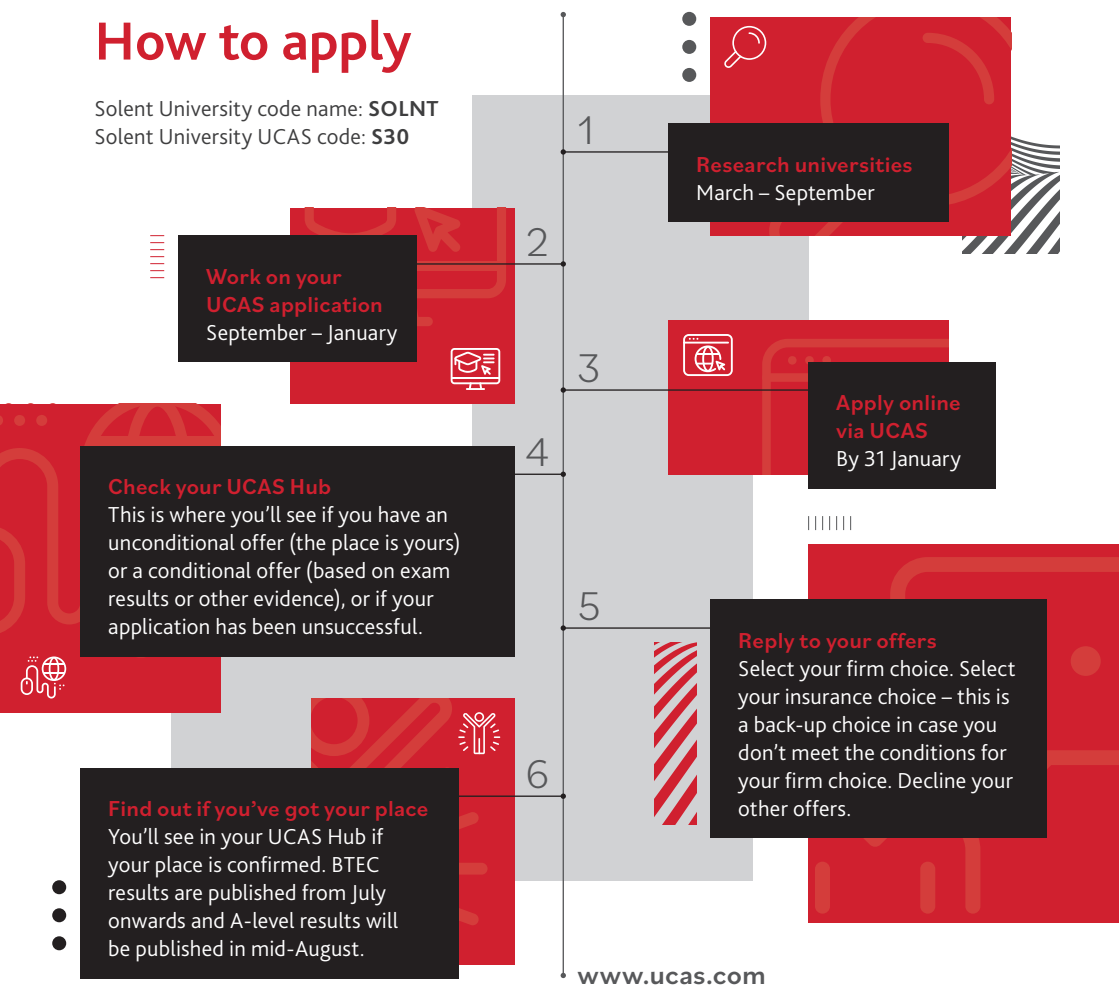 How to apply
Solent University code name: SOLNT
Solent University UCAS code: S30
1
Research universities
March – September
2
Work on your
UCAS application
September – January
3
Apply online
via UCAS
By 31 January
4
Check your UCAS Hub
This is where you’ll see if you have an
unconditional offer (the place is yours)
or a conditional offer (based on exam
results or other evidence), or if your
application has been unsuccessful.
5
Reply to your offers
Select your firm choice. Select
your insurance choice – this is
a back-up choice in case you
don’t meet the conditions for
your firm choice. Decline your
other offers.
6
Find out if you’ve got your place
You’ll see in your UCAS Hub if
your place is confirmed. BTEC
results are published from July
onwards and A-level results will
be published in mid-August.
www.ucas.com